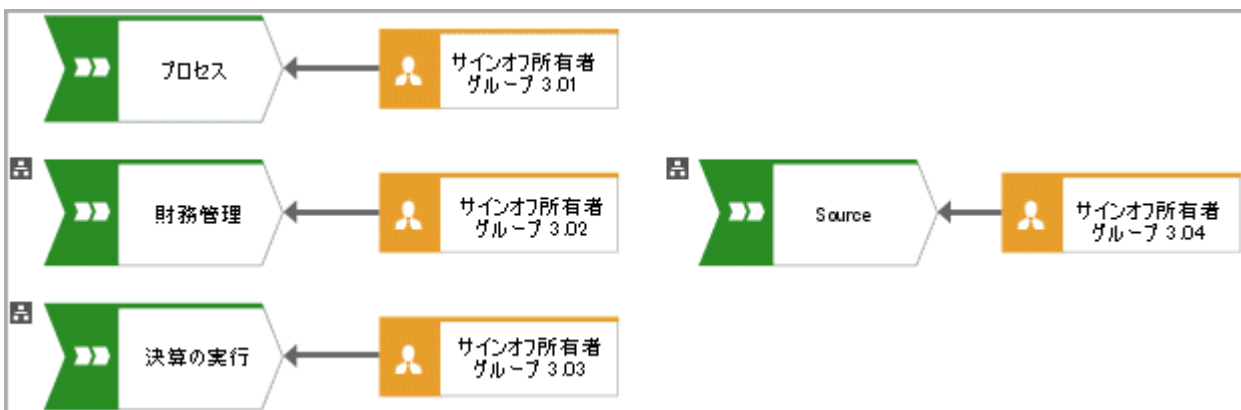 プロセス
サインオフ所有者
グループ 3.01
財務管理
サインオフ所有者
グループ 3.02
Source
サインオフ所有者
グループ 3.04
決算の実行
サインオフ所有者
グループ 3.03